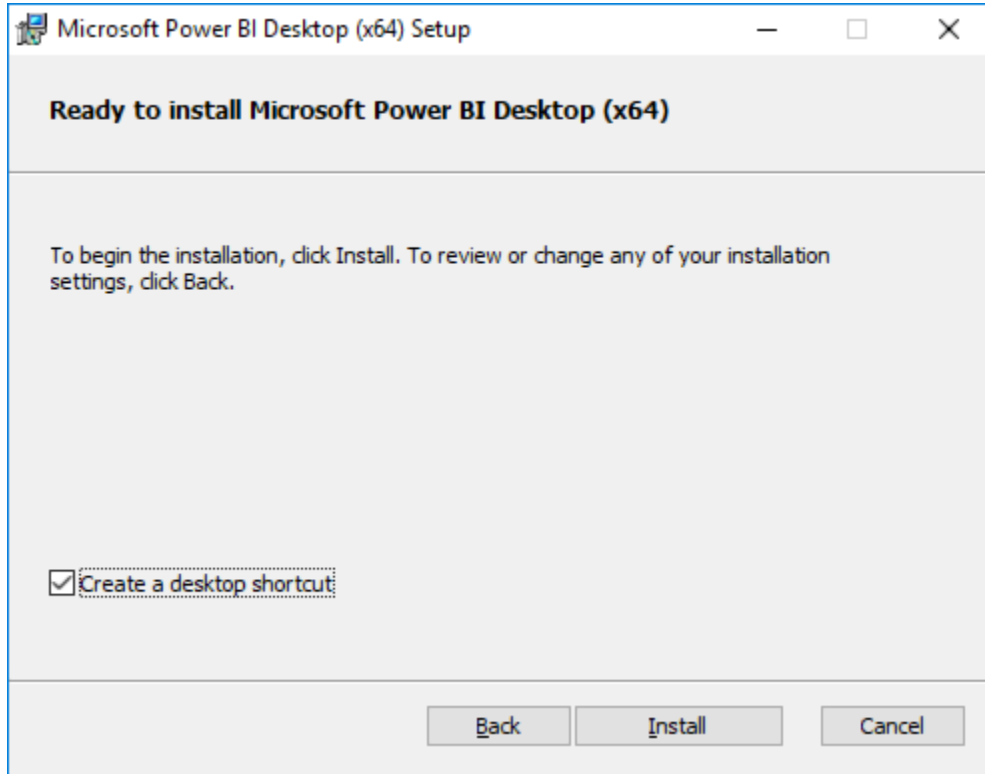 Microsoft Power BI Desktop (x64) Setup
Ready to install Microsoft Power BI Desktop (x64)
To begin the installation, click Install. To review or change any of your installation
settings, click Back.
Create a desktop shortcut
Back Install Cancel